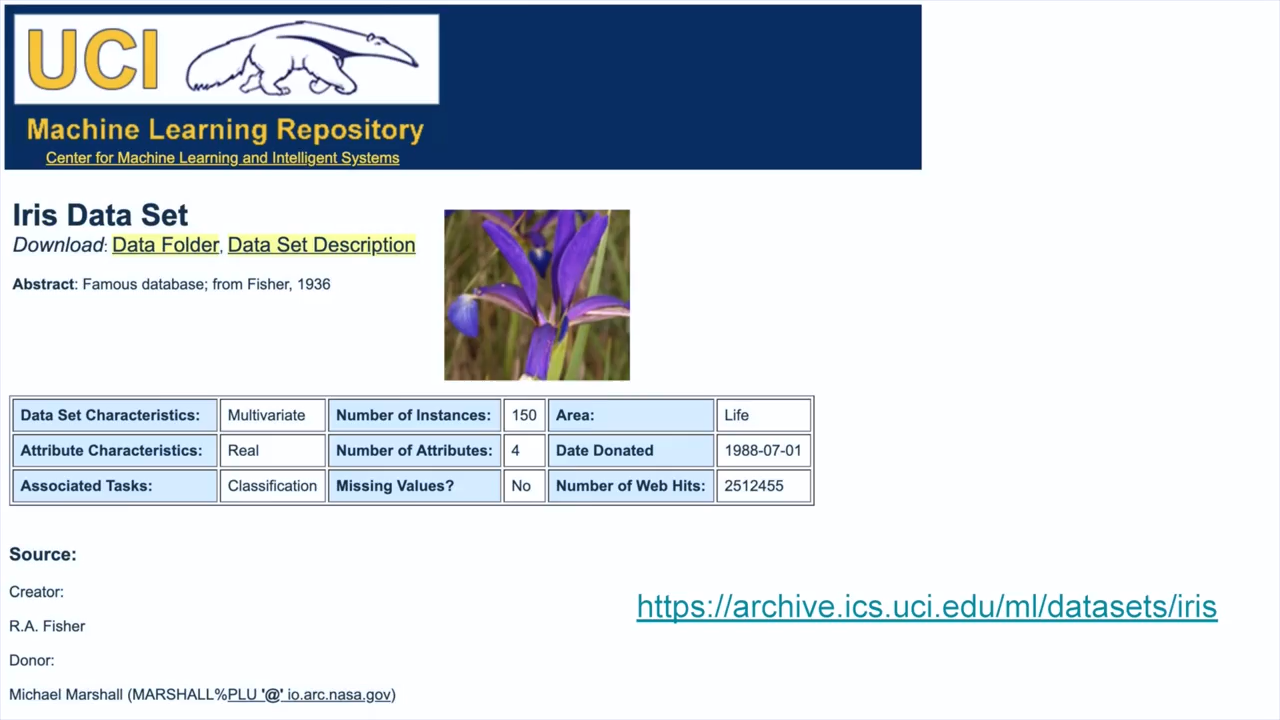 UCI
Machine Learning Repository
Center for Machine Learning and Intelligent Systems
Iris Data Set
Download: Data Folder, Data Set Description
Abstract: Famous database; from Fisher, 1936
Data Set Characteristics: Multivariate Number of Instances: 150 Area: Life
Attribute Characteristics: Real Number of Attributes: 4 Date Donated 1988-07-01
Associated Tasks: Classification Missing Values? No Number of Web Hits: 2512455
Source:
Creator:
https://archive.ics.uci.edu/ml/datasets/iris
R.A. Fisher
Donor:
Michael Marshall (MARSHALL%PLU '@' io.arc.nasa.gov)